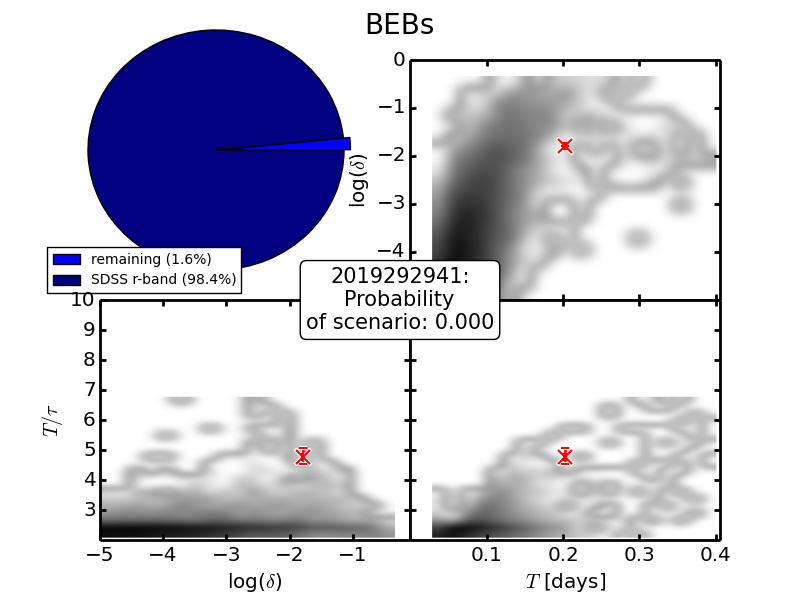 BEBs
remaining (1.6%)
SDSS r-band (98.4%)
0
−1
−2
−3
−4
log(δ)
2019292941:
Probability
of scenario: 0.000
10
9
8
7
6
5
4
3
T/τ
−5 −4 −3 −2 −1
log(δ)
0.1 0.2 0.3 0.4
T [days]